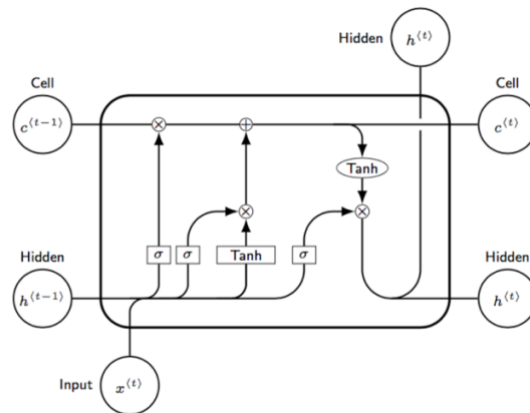 Hidden h⟨t⟩
Cell
Cell
c⟨t−1⟩ × + c⟨t⟩
Tanh
× ×
Hidden
Hidden
σ σ Tanh σ
h⟨t−1⟩ h⟨t⟩
Input x⟨t⟩